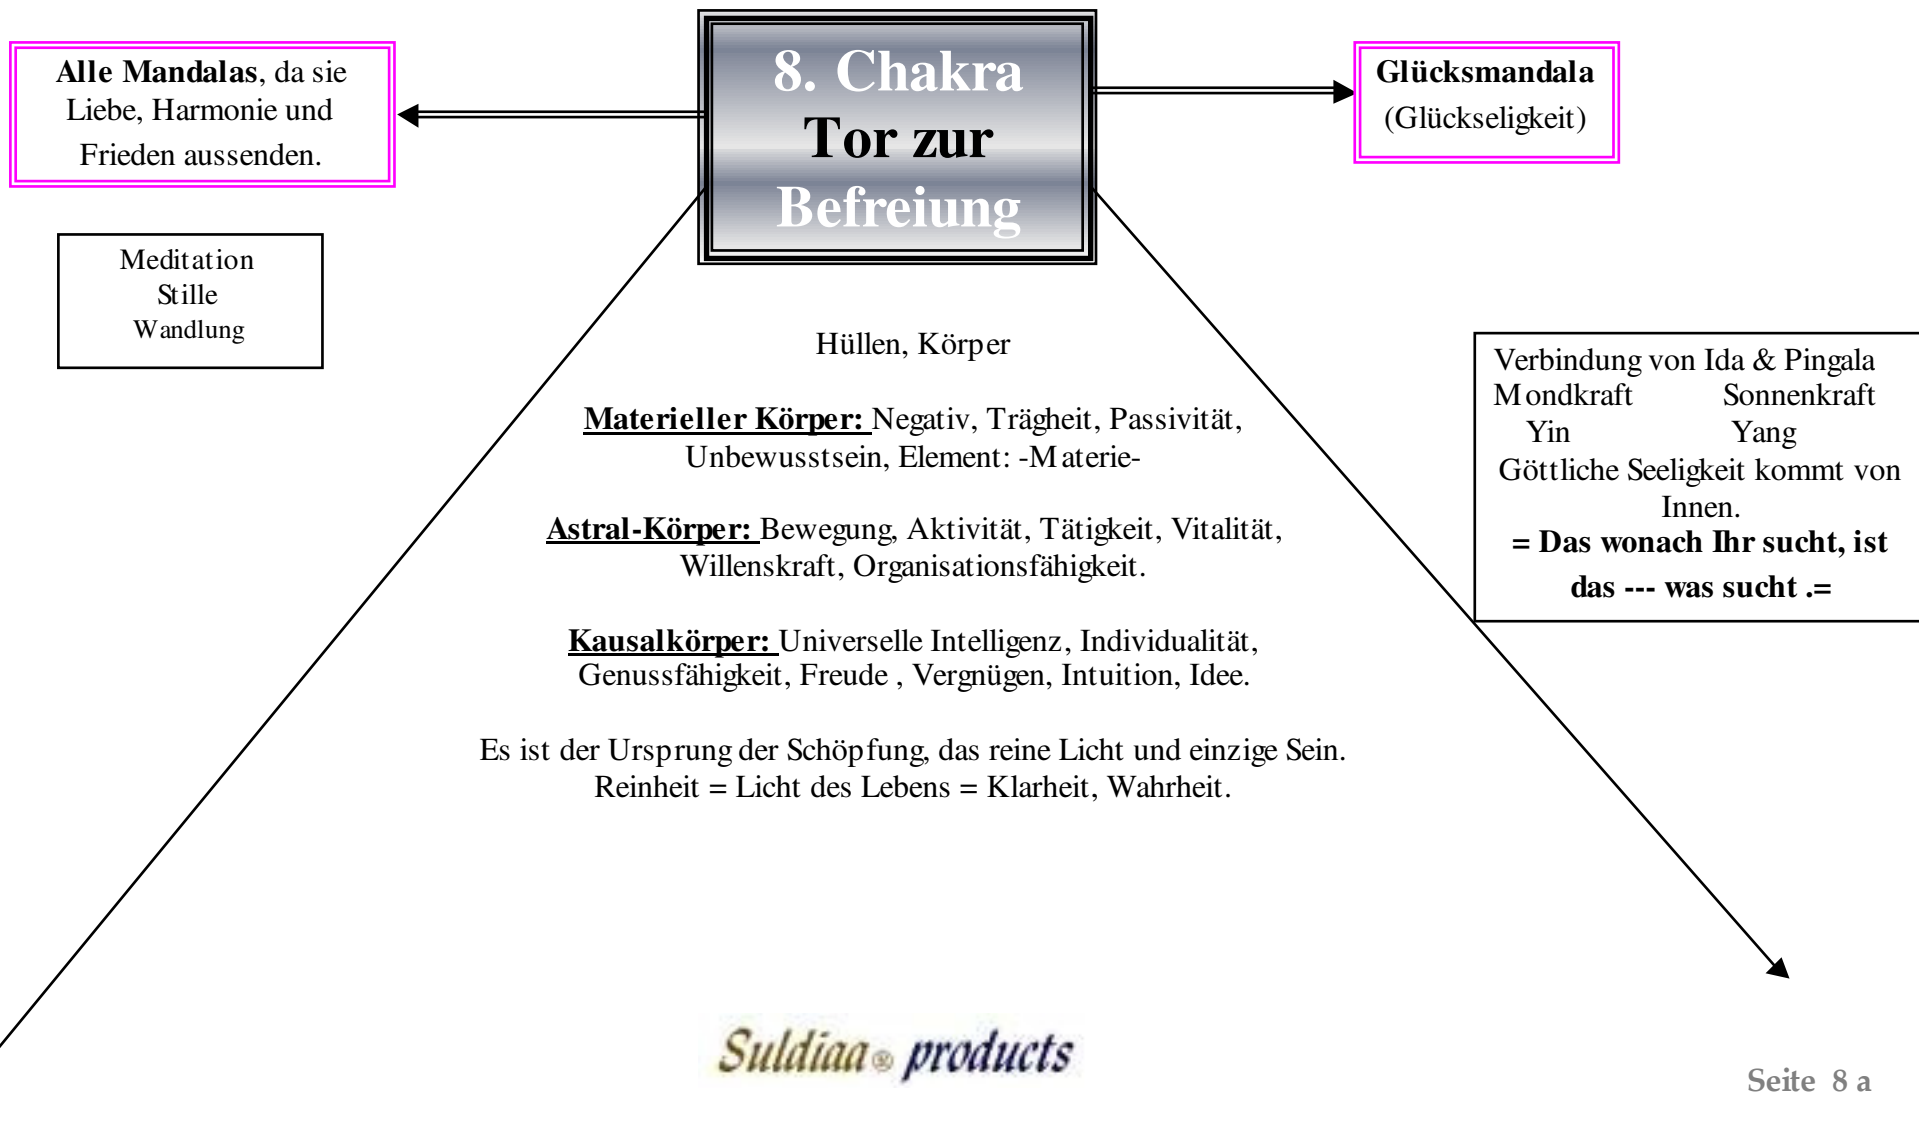 Alle Mandalas, da sie
Liebe, Harmonie und
Frieden aussenden.
8. Chakra
Tor zur
Befreiung
Glücksmandala
(Glückseligkeit)
Meditation
Stille
Wandlung
Hüllen, Körper
Materieller Körper: Negativ, Trägheit, Passivität,
Unbewusstsein, Element: -Materie-
Astral-Körper: Bewegung, Aktivität, Tätigkeit, Vitalität,
Willenskraft, Organisationsfähigkeit.
Kausalkörper: Universelle Intelligenz, Individualität,
Genussfähigkeit, Freude , Vergnügen, Intuition, Idee.
Es ist der Ursprung der Schöpfung, das reine Licht und einzige Sein.
Reinheit = Licht des Lebens = Klarheit, Wahrheit.
Verbindung von Ida & Pingala
Mondkraft Sonnenkraft
Yin Yang
Göttliche Seeligkeit kommt von
Innen.
= Das wonach Ihr sucht, ist
das --- was sucht .=
Suldiaa® products
Seite 8 a